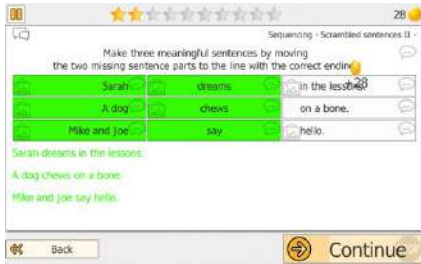 28
Sequencing - Scrambled sentences II -
Make three meaningful sentences by moving
the two missing sentence parts to the line with the correct ending.
Sarah dreams in the lessons. +28
A dog chews on a bone.
Mike and Joe say hello.
Sarah dreams in the lessons.
A dog chews on a bone.
Mike and Joe say hello.
Back Continue